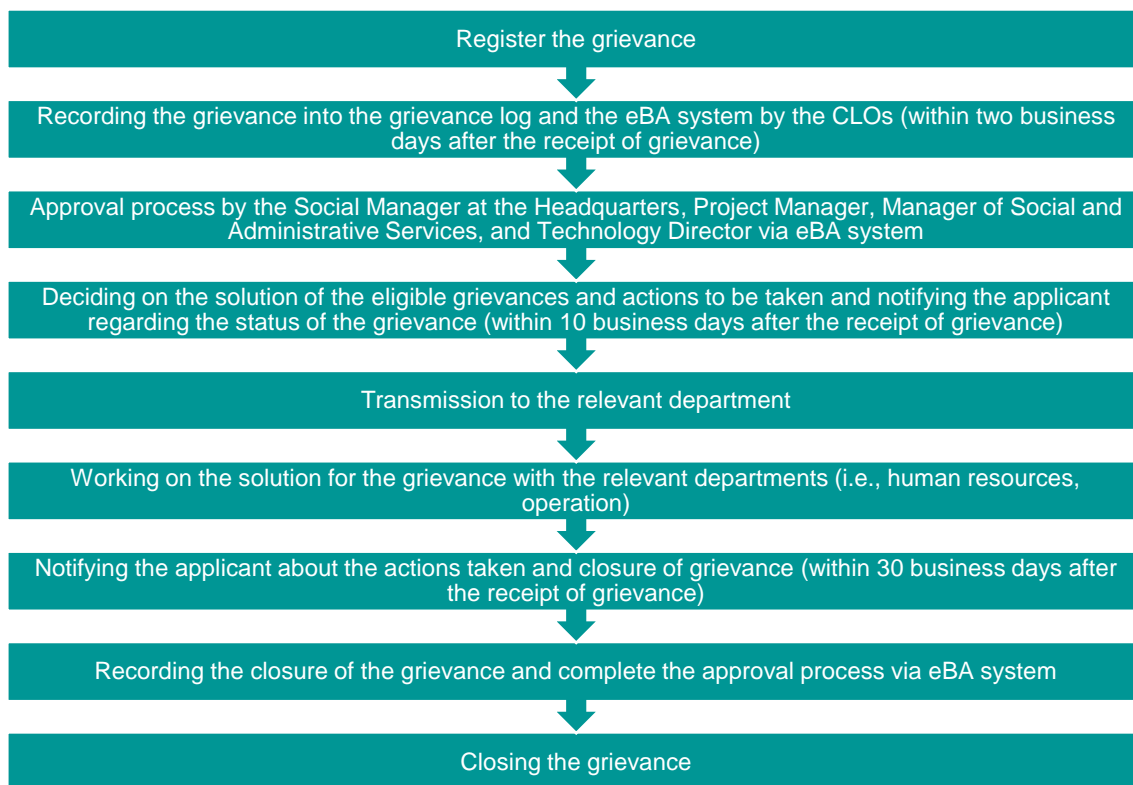 Register the grievance
Recording the grievance into the grievance log and the eBA system by the CLOs (within two business
days after the receipt of grievance)
Approval process by the Social Manager at the Headquarters, Project Manager, Manager of Social and
Administrative Services, and Technology Director via eBA system
Deciding on the solution of the eligible grievances and actions to be taken and notifying the applicant
regarding the status of the grievance (within 10 business days after the receipt of grievance)
Transmission to the relevant department
Working on the solution for the grievance with the relevant departments (i.e., human resources,
operation)
Notifying the applicant about the actions taken and closure of grievance (within 30 business days after
the receipt of grievance)
Recording the closure of the grievance and complete the approval process via eBA system
Closing the grievance